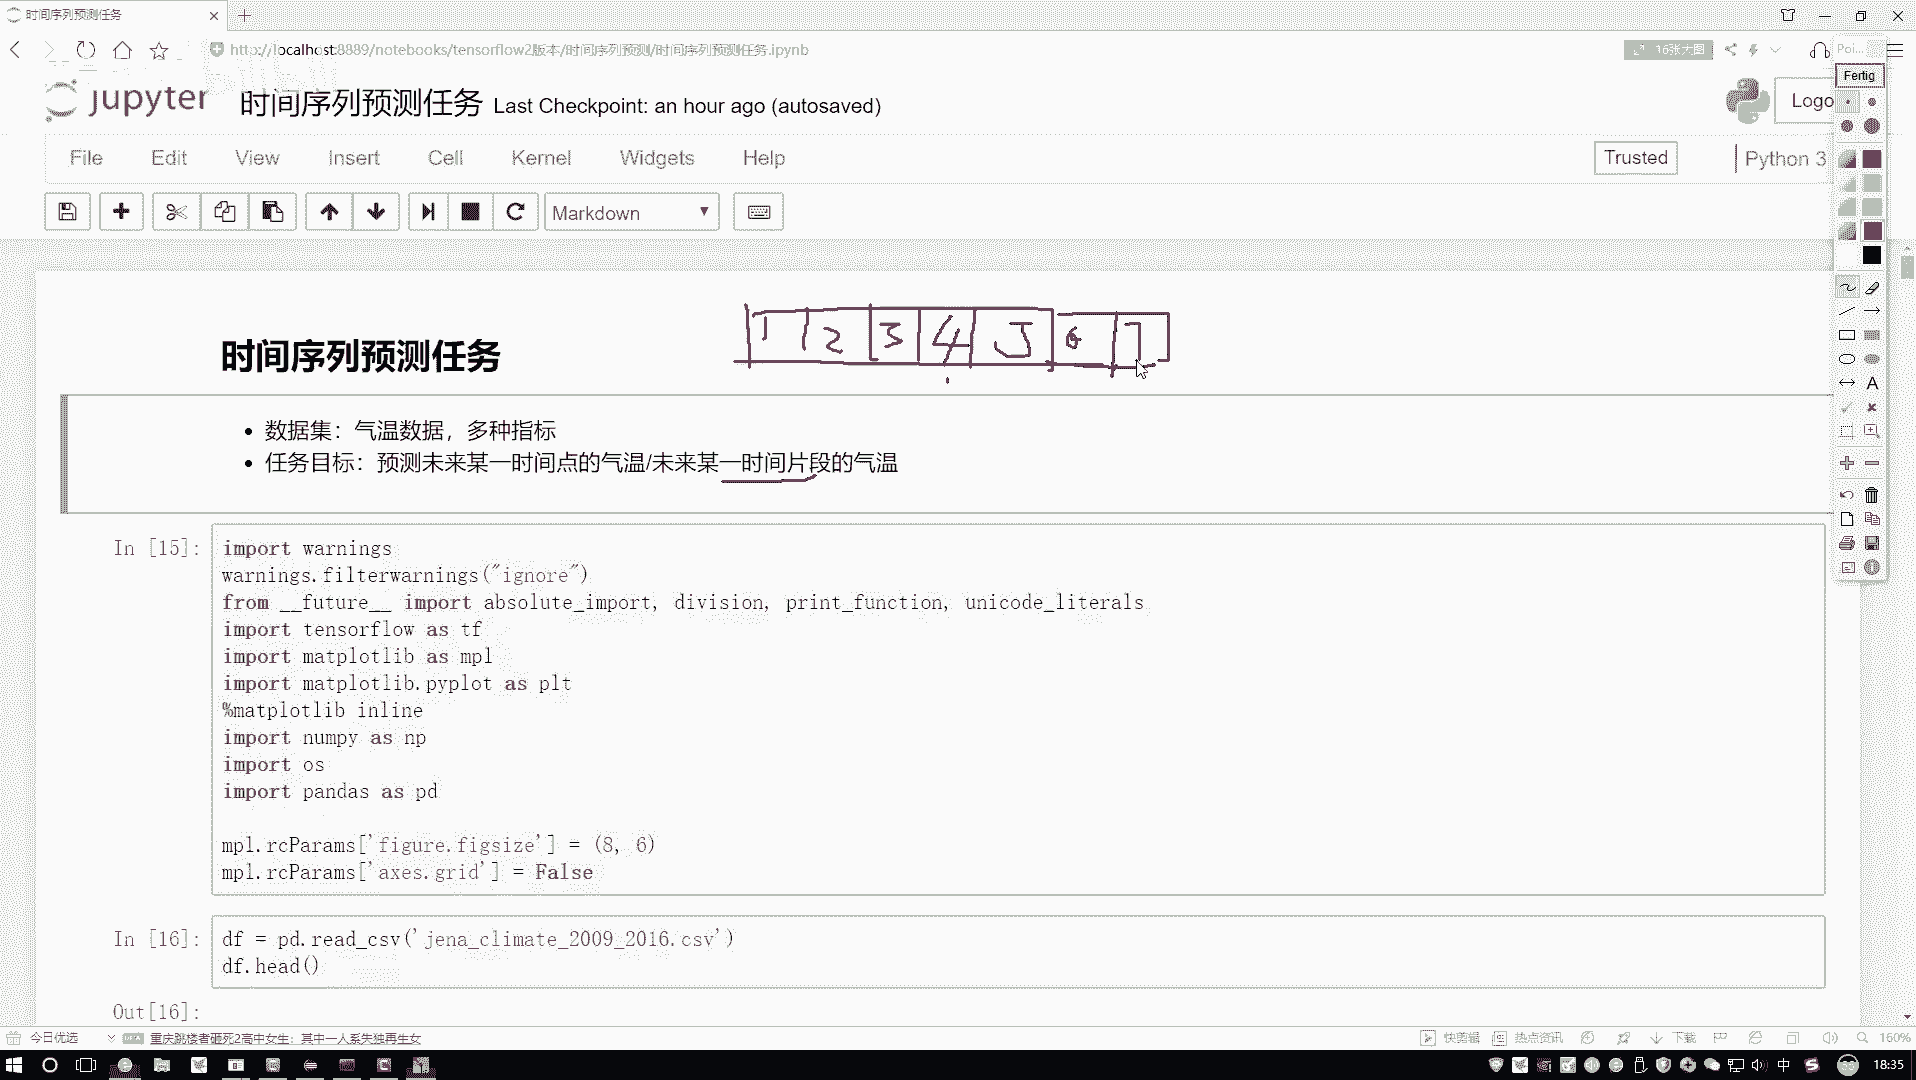 时间序列预测任务
http://localhost:8889/notebooks/tensorflow2版本/时间序列预测/时间序列预测任务.ipynb
16张大图
Poi...
Fertig
jupyter 时间序列预测任务 Last Checkpoint: an hour ago (autosaved)
Logo
File Edit View Insert Cell Kernel Widgets Help
Trusted
Python 3
Markdown
1 2 3 4 5 6 7
时间序列预测任务
数据集：气温数据，多种指标
任务目标：预测未来某一时间点的气温/未来某一时间片段的气温
In [15]:
import warnings
warnings.filterwarnings("ignore")
from __future__ import absolute_import, division, print_function, unicode_literals
import tensorflow as tf
import matplotlib as mpl
import matplotlib.pyplot as plt
%matplotlib inline
import numpy as np
import os
import pandas as pd
mpl.rcParams['figure.figsize'] = (8, 6)
mpl.rcParams['axes.grid'] = False
In [16]:
df = pd.read_csv('jena_climate_2009_2016.csv')
df.head()
Out[16]:
今日优选
重庆跳楼者砸死2高中女生：其中一人系失独再生女
快剪辑
热点资讯
下载
160%
中
18:35